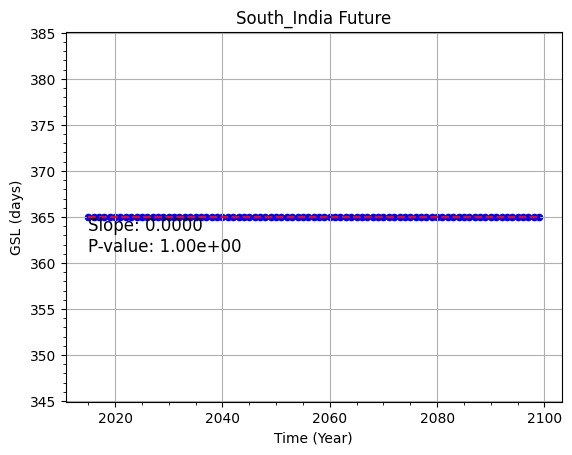 South_India Future
385
380
375
370
365
360
355
350
345
GSL (days)
Slope: 0.0000
P-value: 1.00e+00
2020 2040 2060 2080 2100
Time (Year)